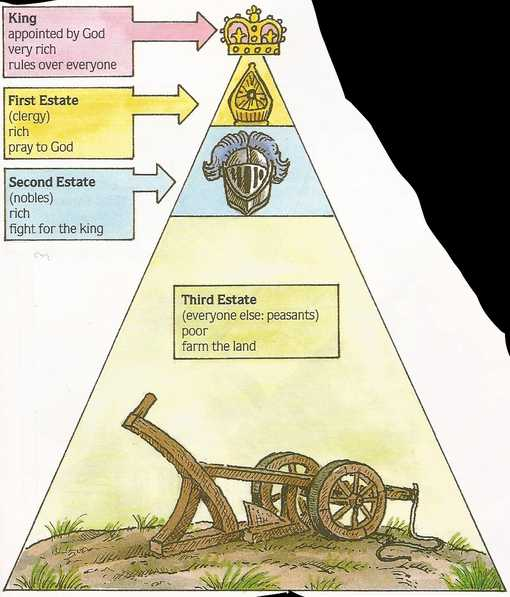 King
appointed by God
very rich
rules over everyone
First Estate
(clergy)
rich
pray to God
Second Estate
(nobles)
rich
fight for the king
Third Estate
(everyone else: peasants)
poor
farm the land